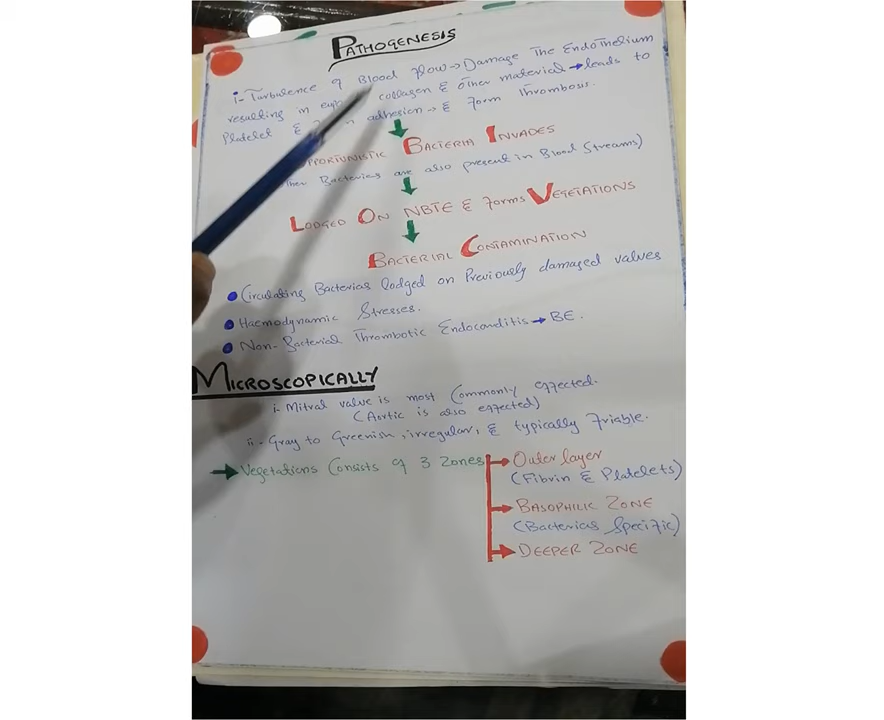 PATHOGENESIS
i- Turbulence of Blood flow → Damage The Endothelium
resulting in collagen & other material → leads to
Platelet & adhesion → & form Thrombosis.
BACTERIA INVADES
Bacterias are also present in Blood Streams)
LODGED ON NBTE & forms VEGETATIONS
BACTERIAL CONTAMINATION
Circulating Bacterias lodged on Previously damaged valves
Haemodynamic Stresses.
Non-Bacterial Thrombotic Endocarditis → BE.
MICROSCOPICALLY
i- Mitral valve is most Commonly effected.
(Aortic is also effected)
ii- Gray to Greenish, irregular, & typically friable.
→ Vegetations Consists of 3 Zones
→ Outer layer
(Fibrin & Platelets)
→ BASOPHILIC ZONE
(Bacterias Specific)
→ DEEPER ZONE